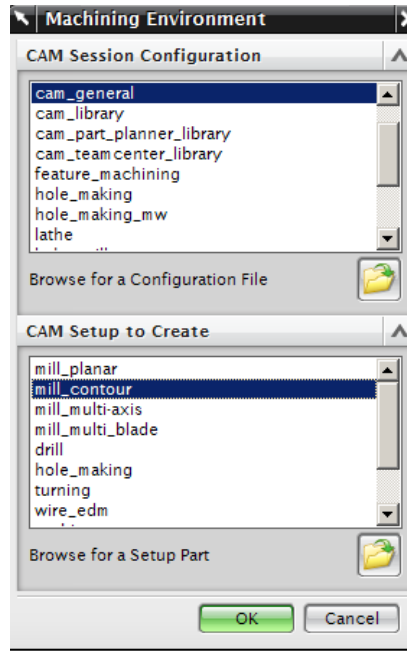 Machining Environment
CAM Session Configuration
cam_general
cam_library
cam_part_planner_library
cam_teamcenter_library
feature_machining
hole_making
hole_making_mw
lathe
Browse for a Configuration File
CAM Setup to Create
mill_planar
mill_contour
mill_multi-axis
mill_multi_blade
drill
hole_making
turning
wire_edm
Browse for a Setup Part
OK Cancel